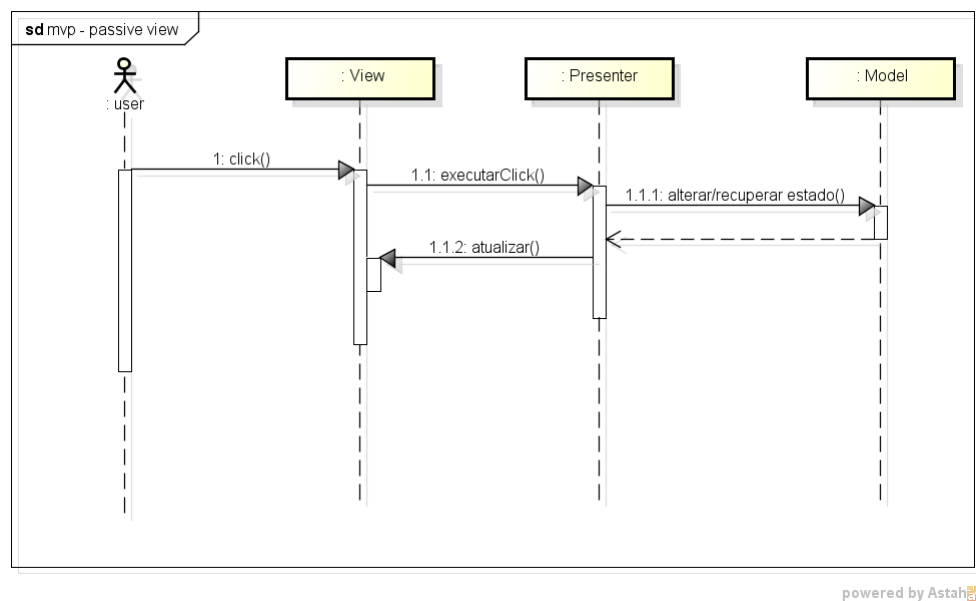 sd mvp - passive view
: user
: View
: Presenter
: Model
1: click()
1.1: executarClick()
1.1.1: alterar/recuperar estado()
1.1.2: atualizar()
powered by Astah